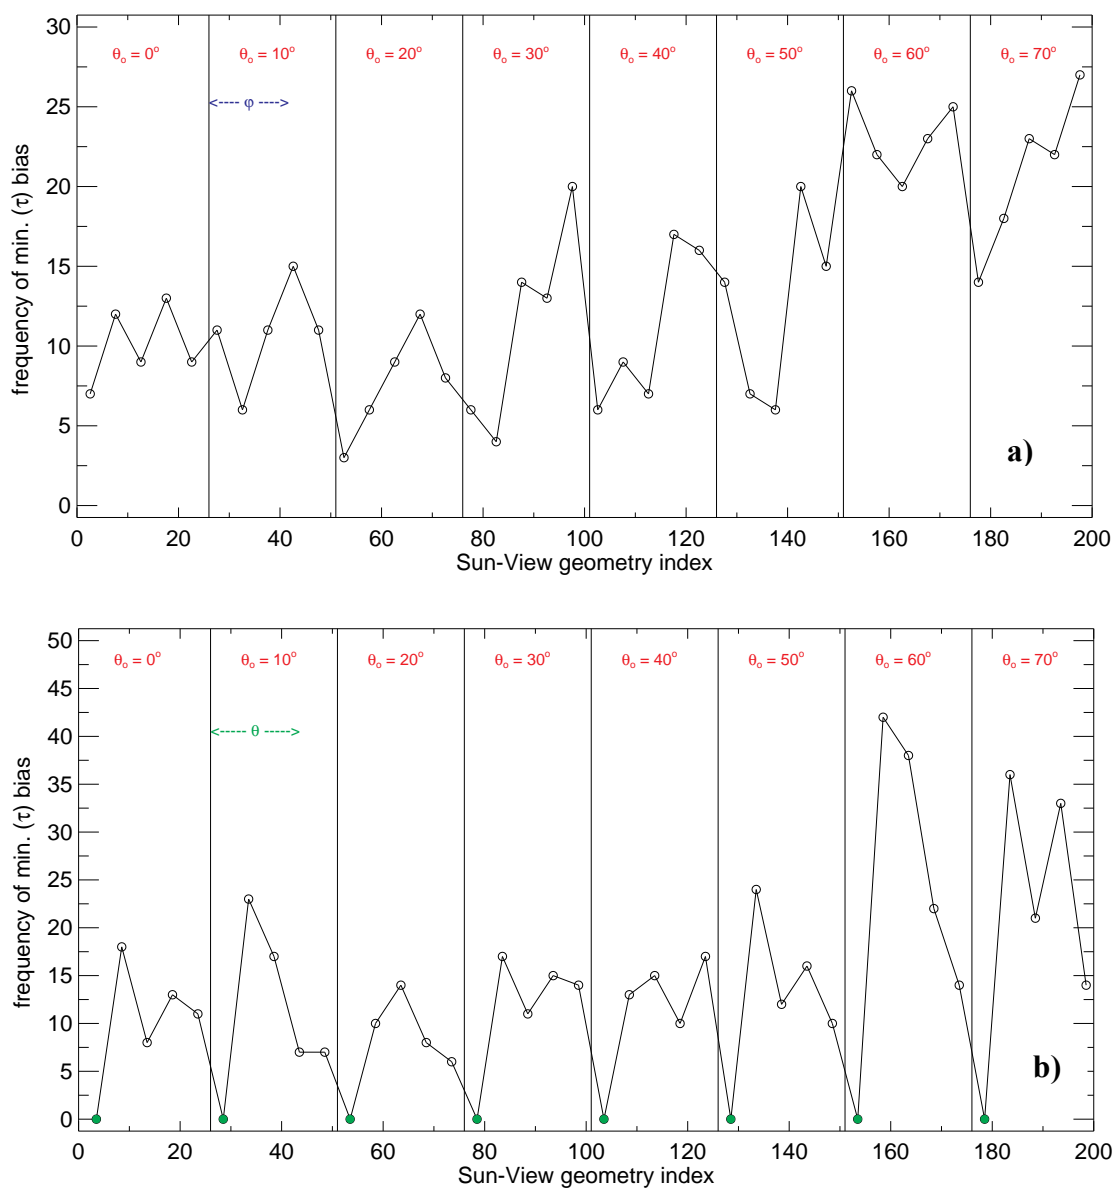 30
25
20
15
10
5
0
frequency of min. (τ) bias
θo = 0° θo = 10° θo = 20° θo = 30° θo = 40° θo = 50° θo = 60° θo = 70°
<----- φ ----->
a)
0 20 40 60 80 100 120 140 160 180 200
Sun-View geometry index
50
45
40
35
30
25
20
15
10
5
0
frequency of min. (τ) bias
θo = 0° θo = 10° θo = 20° θo = 30° θo = 40° θo = 50° θo = 60° θo = 70°
<----- θ ----->
b)
0 20 40 60 80 100 120 140 160 180 200
Sun-View geometry index